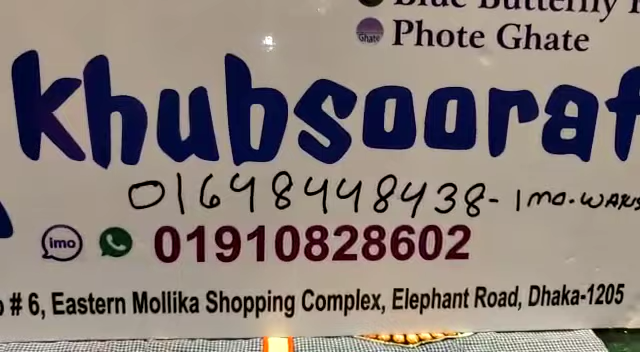 Blue Butterfly
Phote Ghate
Ghate
khubsooraf
01648448438- Imo.
imo 01910828602
# 6, Eastern Mollika Shopping Complex, Elephant Road, Dhaka-1205